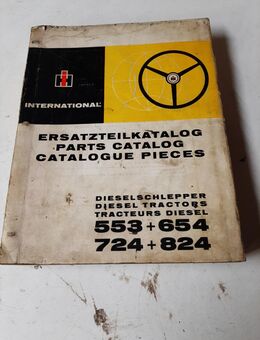 INTERNATIONAL®
ERSATZTEILKATALOG
PARTS CATALOG
CATALOGUE PIECES
DIESELSCHLEPPER
DIESEL TRACTORS
TRACTEURS DIESEL
553+654
724+824